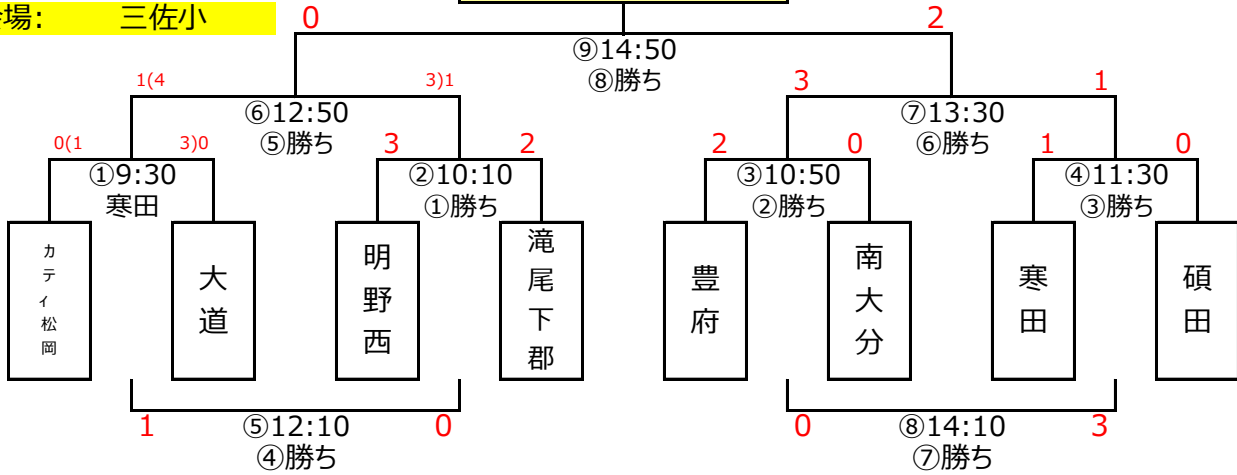 場: 三佐小
0 2
⑨14:50
⑧勝ち
1(4 3)1 3 1
⑥12:50 ⑦13:30
⑤勝ち ⑥勝ち
0(1 3)0 3 2 2 0 1 0
①9:30 ②10:10 ③10:50 ④11:30
寒田 ①勝ち ②勝ち ③勝ち
カティ松岡 大道 明野西 滝尾下郡 豊府 南大分 寒田 碩田
1 ⑤12:10 0 0 ⑧14:10 3
④勝ち ⑦勝ち